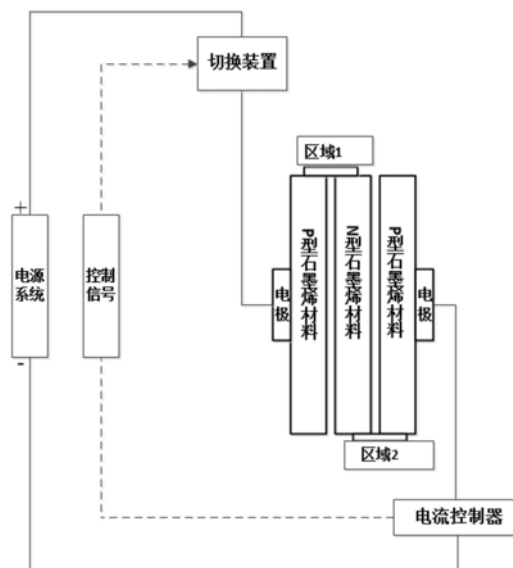 切换装置
区域1
+
电源
系统
-
控制
信号
电极
P型石墨烯材料
N型石墨烯材料
P型石墨烯材料
电极
区域2
电流控制器